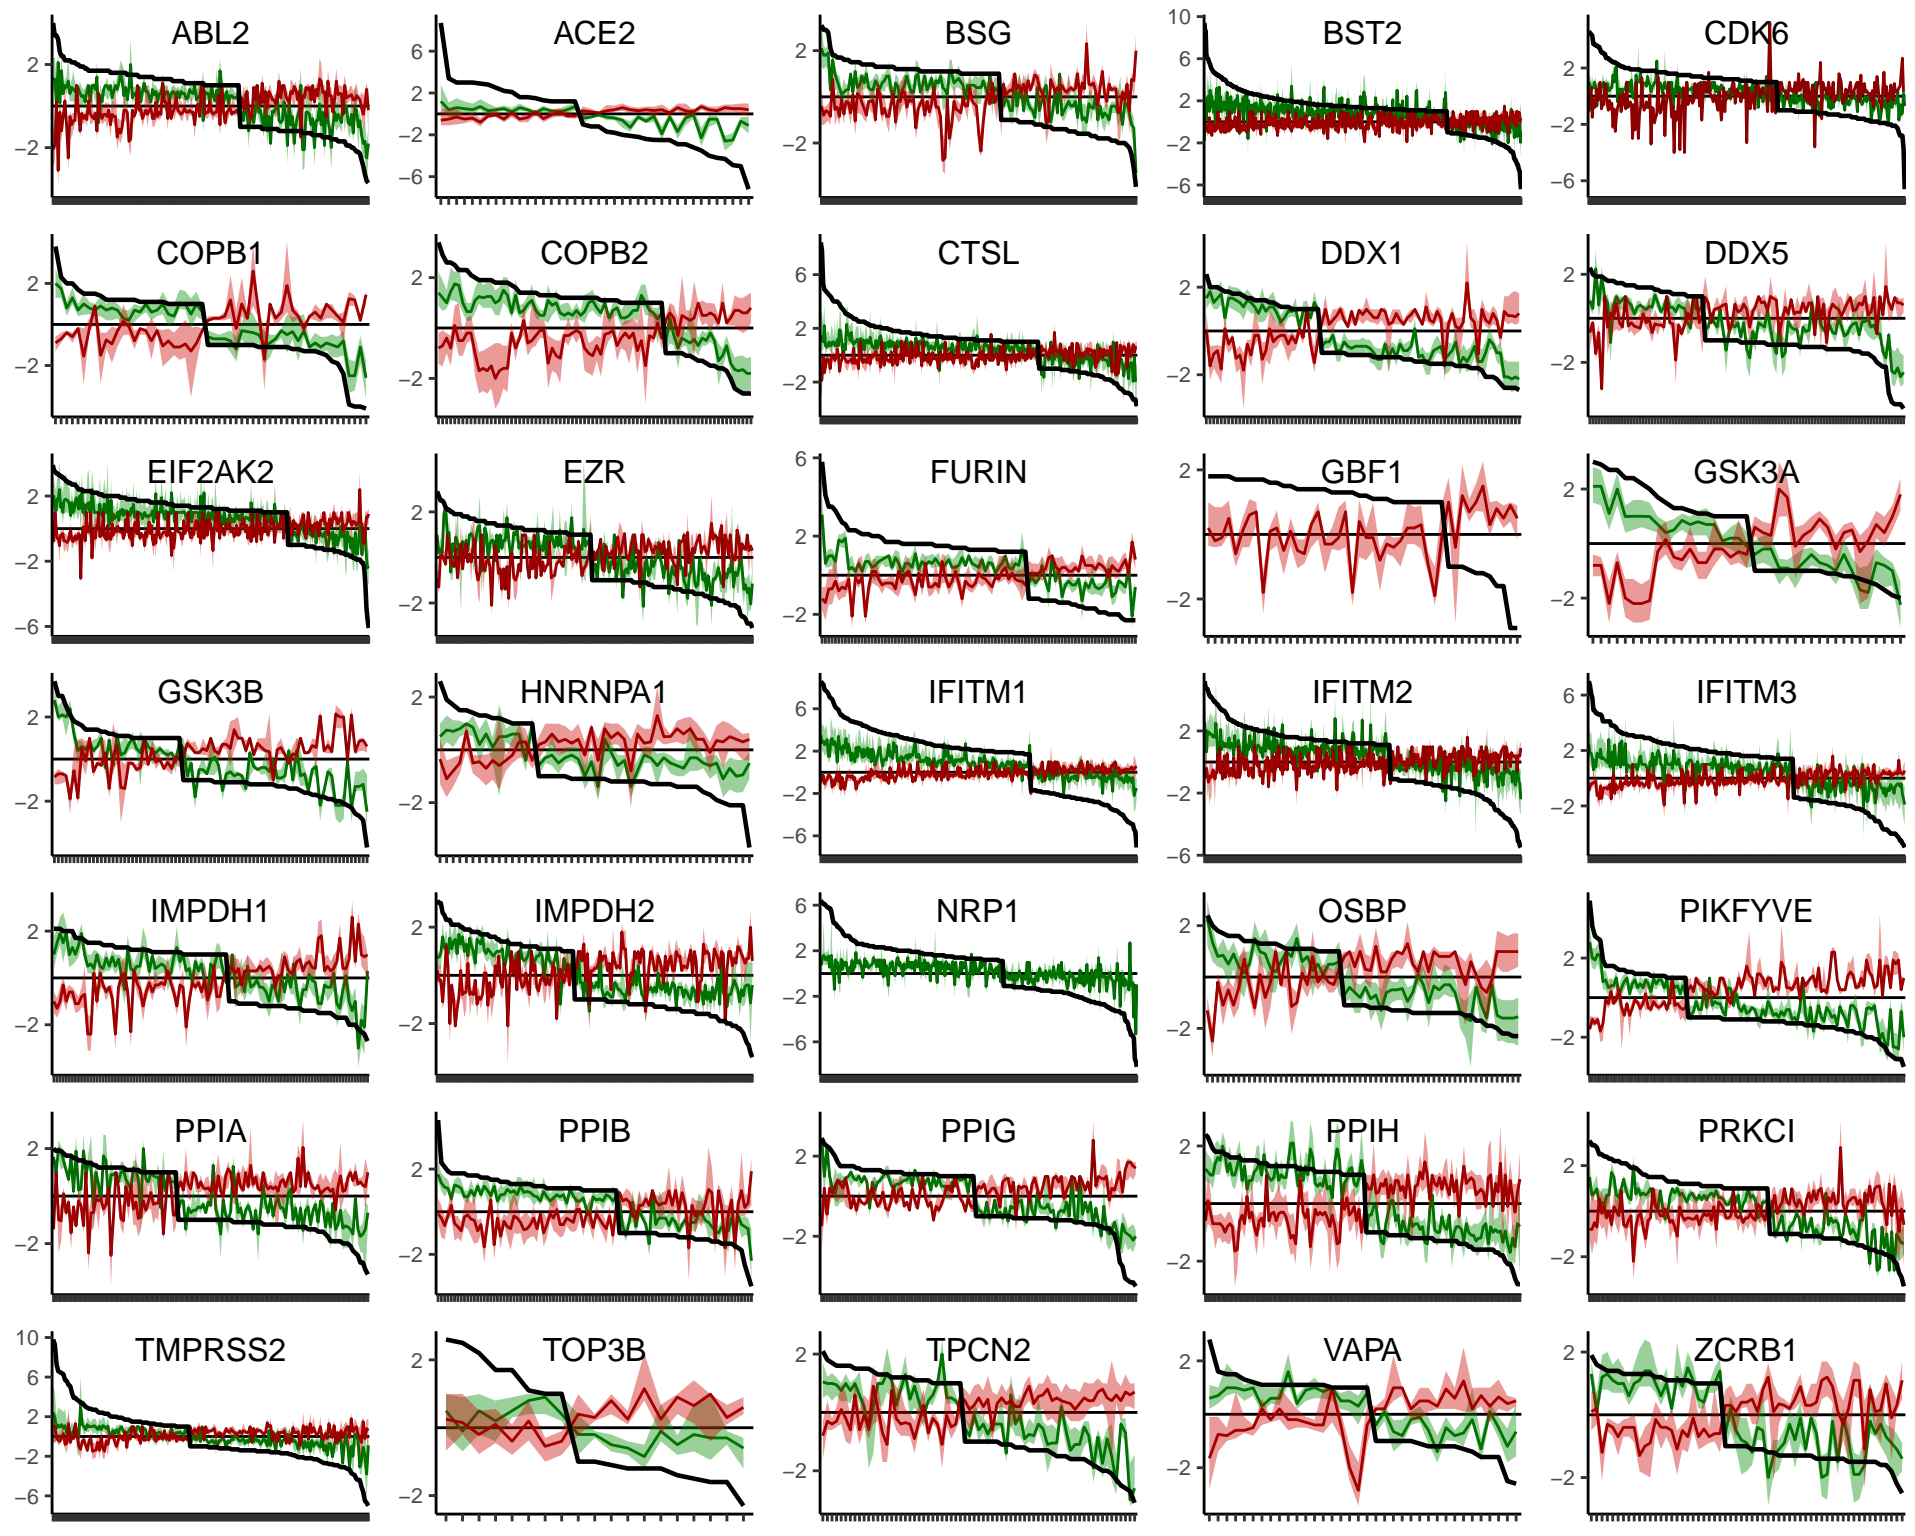 ABL2 ACE2 BSG BST2 CDK6
2 −2
6 2 −2 −6
2 −2
10 6 2 −2 −6
2 −2 −6
COPB1 COPB2 CTSL DDX1 DDX5
2 −2
2 −2
6 2 −2
2 −2
2 −2
EIF2AK2 EZR FURIN GBF1 GSK3A
2 −2 −6
2 −2
6 2 −2
2 −2
2 −2
GSK3B HNRNPA1 IFITM1 IFITM2 IFITM3
2 −2
2 −2
6 2 −2 −6
2 −2 −6
6 2 −2
IMPDH1 IMPDH2 NRP1 OSBP PIKFYVE
2 −2
2 −2
6 2 −2 −6
2 −2
2 −2
PPIA PPIB PPIG PPIH PRKCI
2 −2
2 −2
2 −2
2 −2
2 −2
TMPRSS2 TOP3B TPCN2 VAPA ZCRB1
10 6 2 −2 −6
2 −2
2 −2
2 −2
2 −2